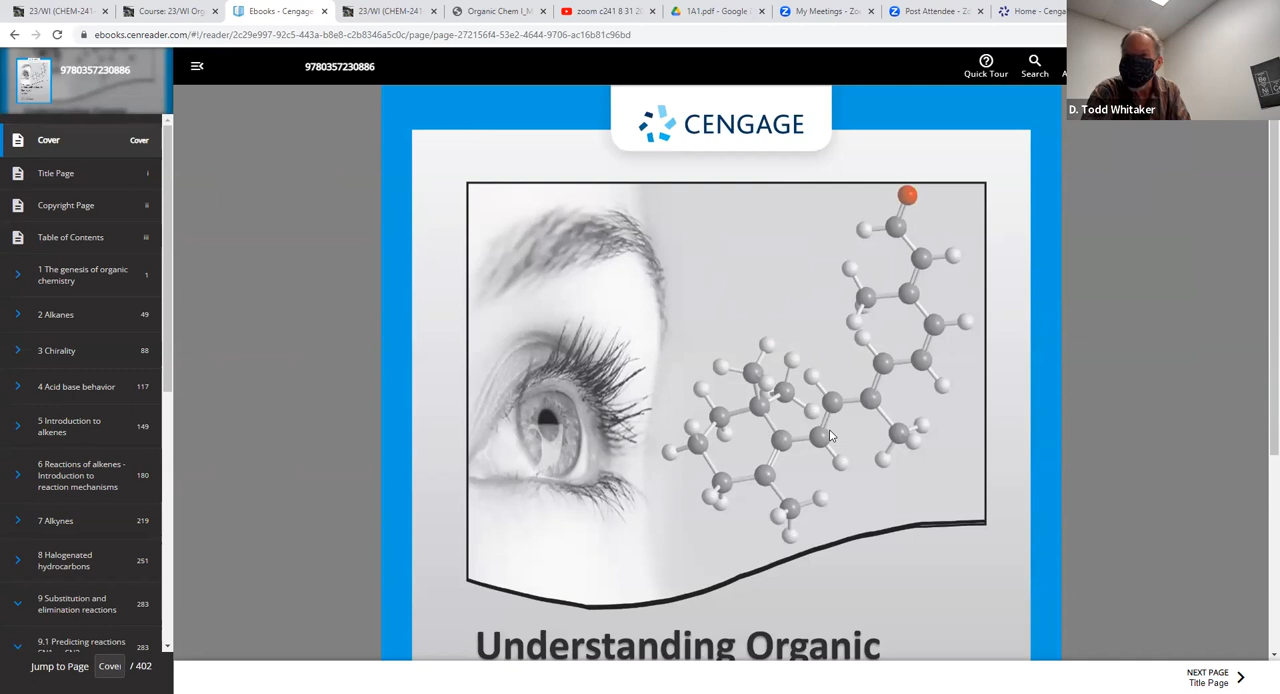 23/WI (CHEM-241-
Course: 23/WI Org
Ebooks - Cengage
23/WI (CHEM-241-
Organic Chem I_M
zoom c241 8 31 20
1A1.pdf - Google
My Meetings - Zoo
Post Attendee - Zo
Home - Cenga
ebooks.cenreader.com/#!/reader/2c29e997-92c5-443a-b8e8-c2b8346a5c0c/page/page-272156f4-53e2-4644-9706-ac16b81c96bd
9780357230886
9780357230886
Quick Tour
Search
A
D. Todd Whitaker
Be
Ni
CENGAGE
Cover Cover
Title Page i
Copyright Page ii
Table of Contents iii
1 The genesis of organic
chemistry 1
2 Alkanes 49
3 Chirality 88
4 Acid base behavior 117
5 Introduction to
alkenes 149
6 Reactions of alkenes -
Introduction to
reaction mechanisms 180
7 Alkynes 219
8 Halogenated
hydrocarbons 251
9 Substitution and
elimination reactions 283
9.1 Predicting reactions 283
Jump to Page Cover / 402
Understanding Organic
NEXT PAGE
Title Page